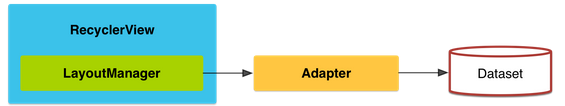 RecyclerView
LayoutManager
Adapter
Dataset